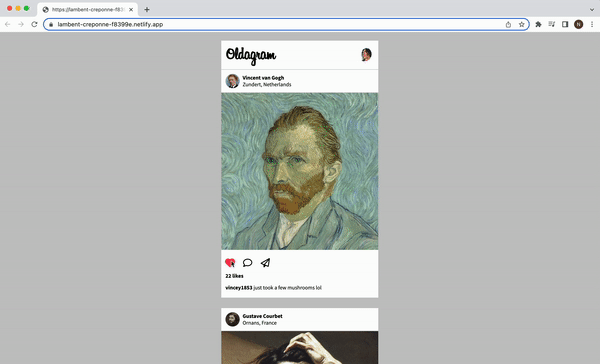 https://lambent-creponne-f839
lambent-creponne-f8399e.netlify.app
N
Oldagram
Vincent van Gogh
Zundert, Netherlands
22 likes
vincey1853 just took a few mushrooms lol
Gustave Courbet
Ornans, France